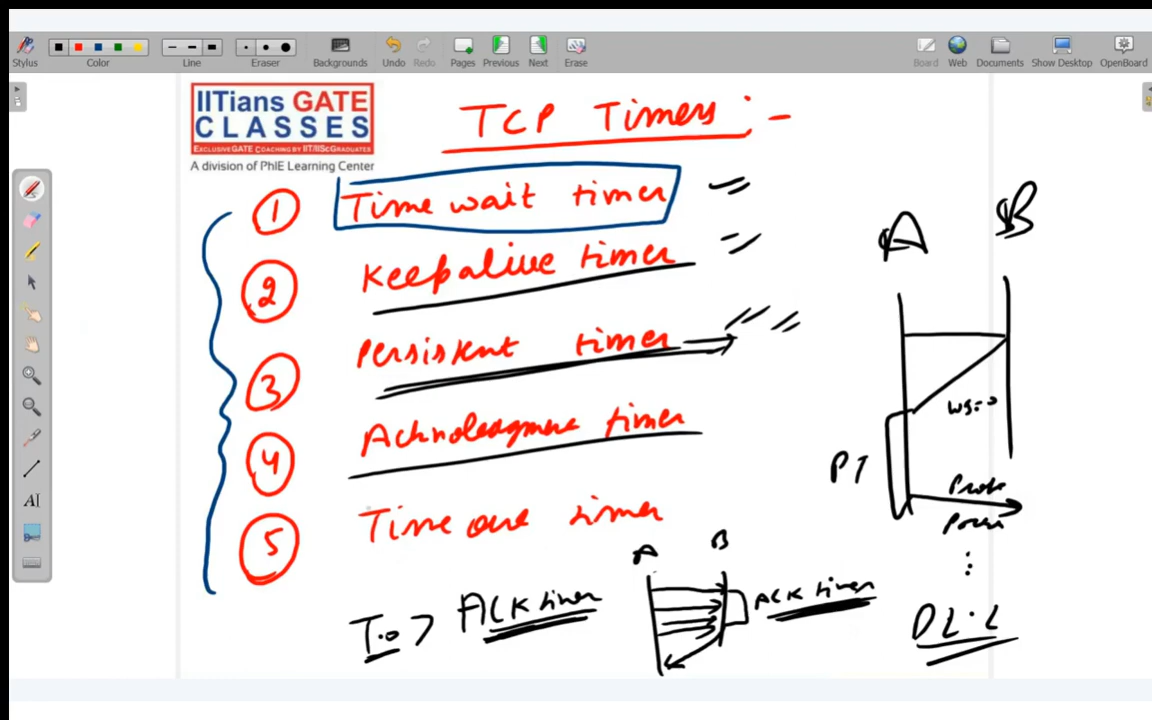 Stylus
Color
Line
Eraser
Backgrounds
Undo
Redo
Pages
Previous
Next
Erase
Board
Web
Documents
Show Desktop
OpenBoard
IITians GATE
CLASSES
EXCLUSIVE GATE COACHING BY IIT/IISc GRADUATES
A division of PhIE Learning Center
TCP Timers :-
1 Time wait timer
2 Keepalive timer
3 Persistent timer
4 timer
5 Time out timer
A B
WS=0
PT
Probe
A B
ACK timer
T.O > ACK timer
D L.L
AI